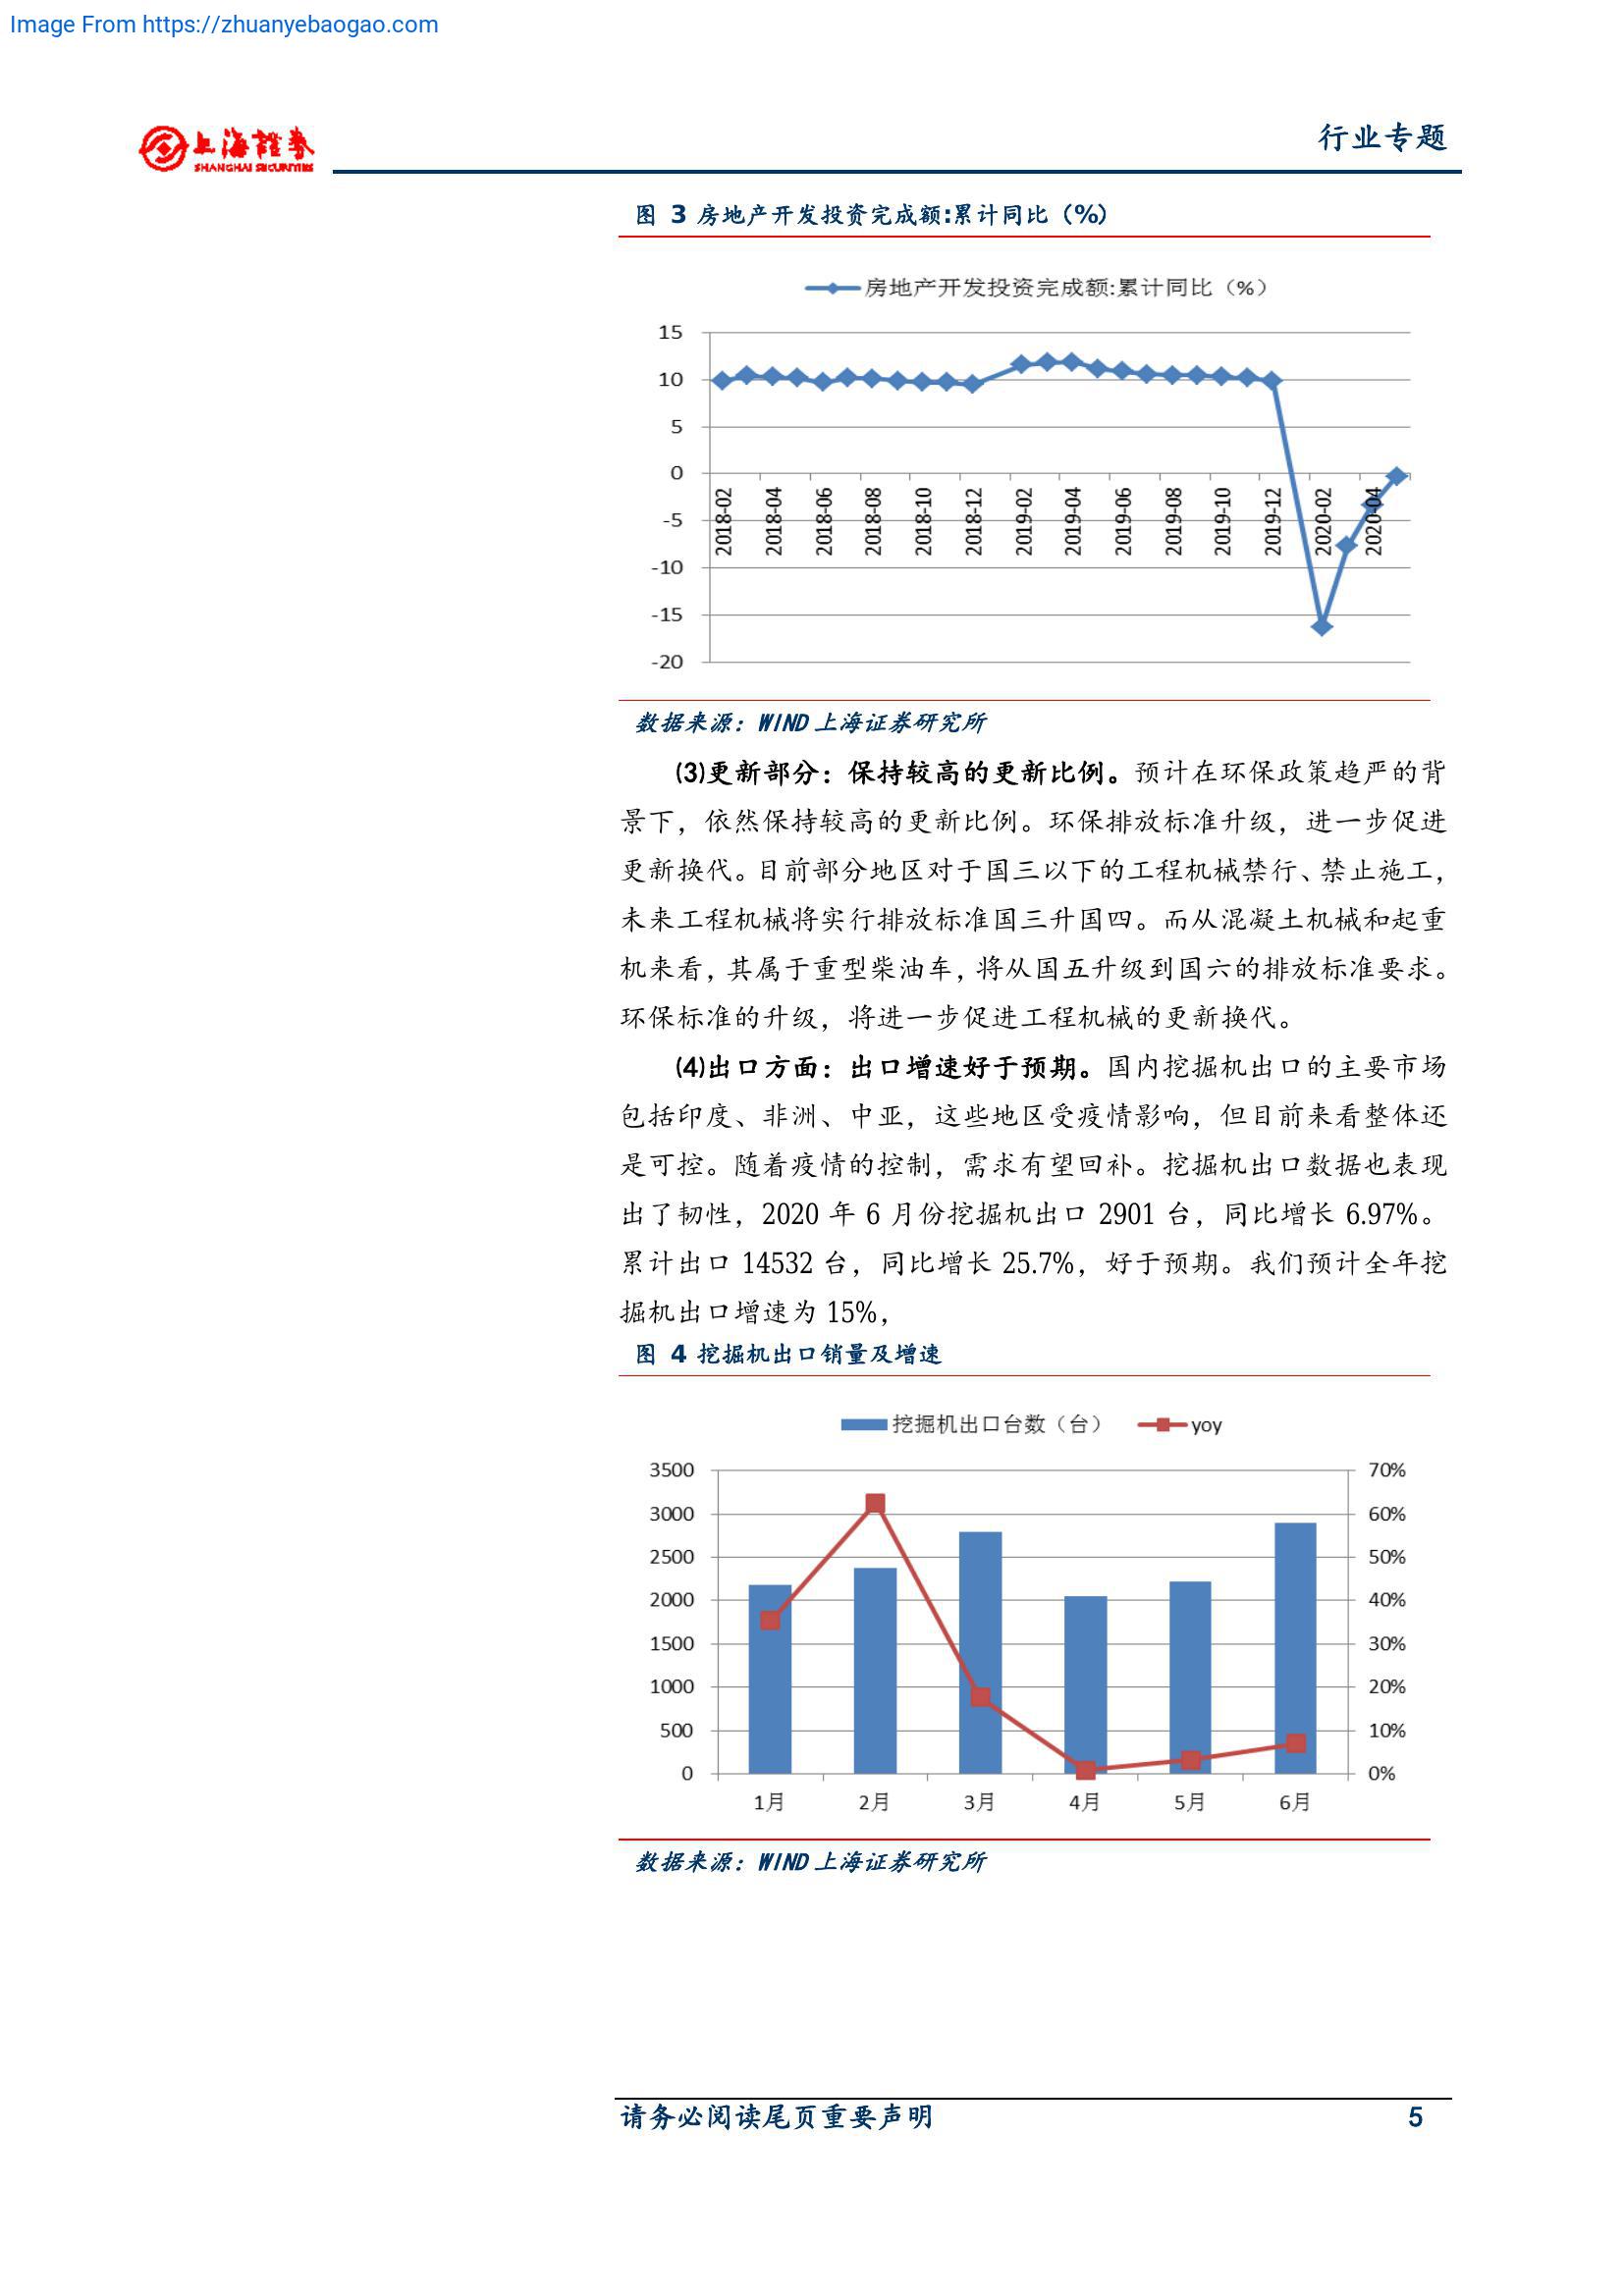 Image From https://zhuanyebaogao.com
上海證券
SHANGHAI SECURITIES
行业专题
图 3 房地产开发投资完成额:累计同比（%）
房地产开发投资完成额:累计同比（%）
15
10
5
0
-5
-10
-15
-20
2018-02 2018-04 2018-06 2018-08 2018-10 2018-12 2019-02 2019-04 2019-06 2019-08 2019-10 2019-12 2020-02 2020-04
数据来源：WIND 上海证券研究所
(3)更新部分：保持较高的更新比例。预计在环保政策趋严的背
景下，依然保持较高的更新比例。环保排放标准升级，进一步促进
更新换代。目前部分地区对于国三以下的工程机械禁行、禁止施工，
未来工程机械将实行排放标准国三升国四。而从混凝土机械和起重
机来看，其属于重型柴油车，将从国五升级到国六的排放标准要求。
环保标准的升级，将进一步促进工程机械的更新换代。
(4)出口方面：出口增速好于预期。国内挖掘机出口的主要市场
包括印度、非洲、中亚，这些地区受疫情影响，但目前来看整体还
是可控。随着疫情的控制，需求有望回补。挖掘机出口数据也表现
出了韧性，2020 年 6 月份挖掘机出口 2901 台，同比增长 6.97%。
累计出口 14532 台，同比增长 25.7%，好于预期。我们预计全年挖
掘机出口增速为 15%，
图 4 挖掘机出口销量及增速
挖掘机出口台数（台） yoy
3500 70%
3000 60%
2500 50%
2000 40%
1500 30%
1000 20%
500 10%
0 0%
1月 2月 3月 4月 5月 6月
数据来源：WIND 上海证券研究所
请务必阅读尾页重要声明 5